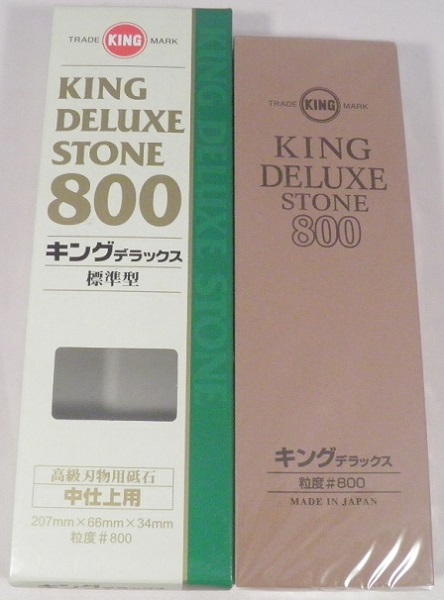 TRADE KING MARK
KING
DELUXE
STONE
800
キングデラックス
標準型
高級刃物用砥石
中仕上用
207mm×66mm×34mm
粒度#800
KING DELUXE STONE
TRADE KING MARK
KING
DELUXE
STONE
800
キングデラックス
粒度#800
MADE IN JAPAN